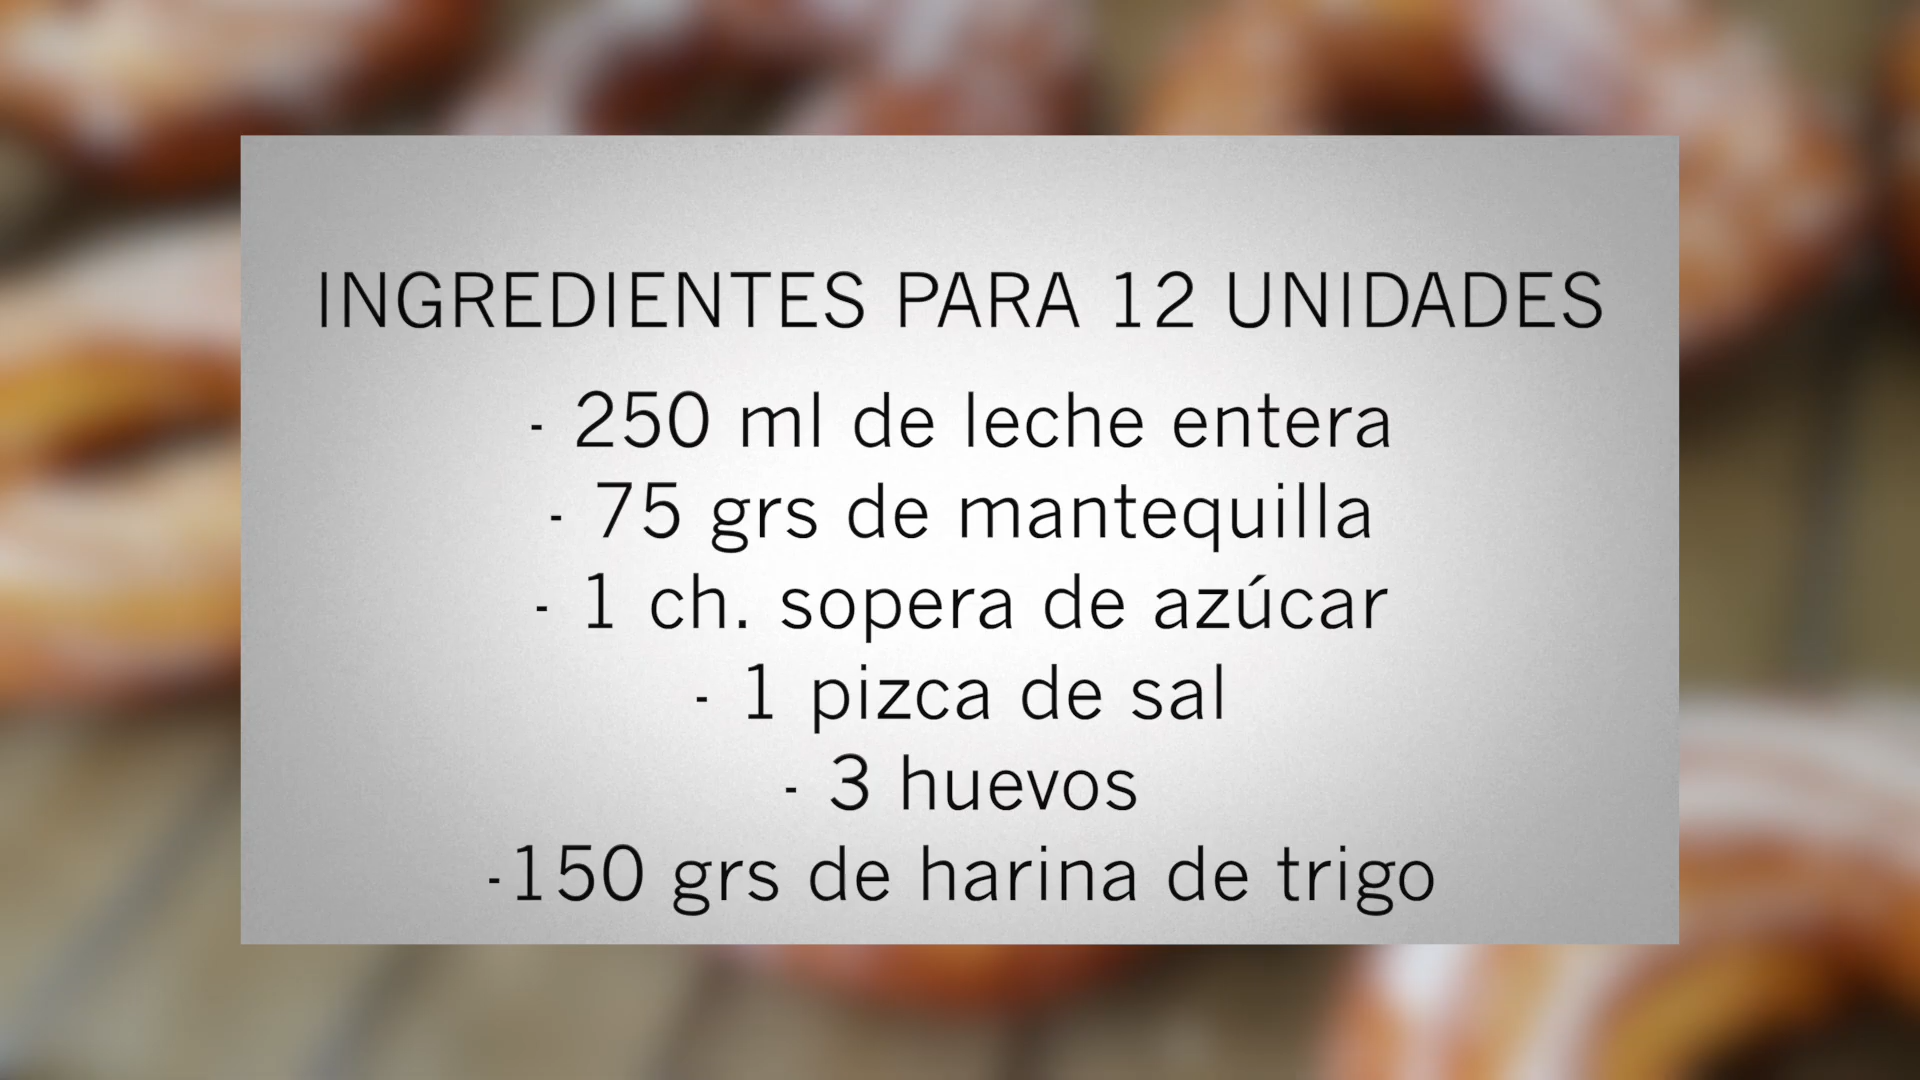 INGREDIENTES PARA 12 UNIDADES
- 250 ml de leche entera
- 75 grs de mantequilla
- 1 ch. sopera de azúcar
- 1 pizca de sal
- 3 huevos
-150 grs de harina de trigo